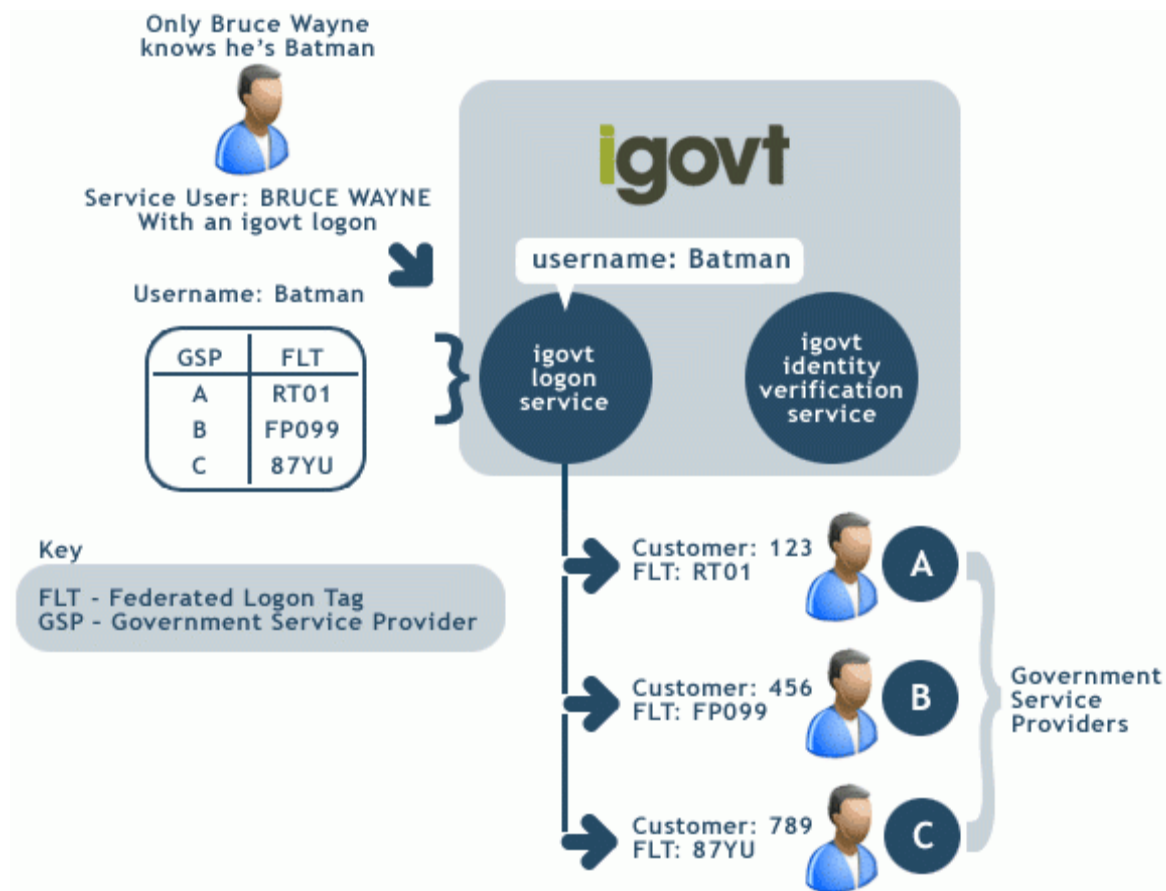 Only Bruce Wayne
knows he's Batman
Service User: BRUCE WAYNE
With an igovt logon
igovt
username: Batman
Username: Batman
GSP FLT
A RT01
B FP099
C 87YU
igovt
logon
service
igovt
identity
verification
service
Key
FLT - Federated Logon Tag
GSP - Government Service Provider
Customer: 123
FLT: RT01
A
Customer: 456
FLT: FP099
B
Customer: 789
FLT: 87YU
C
Government
Service
Providers